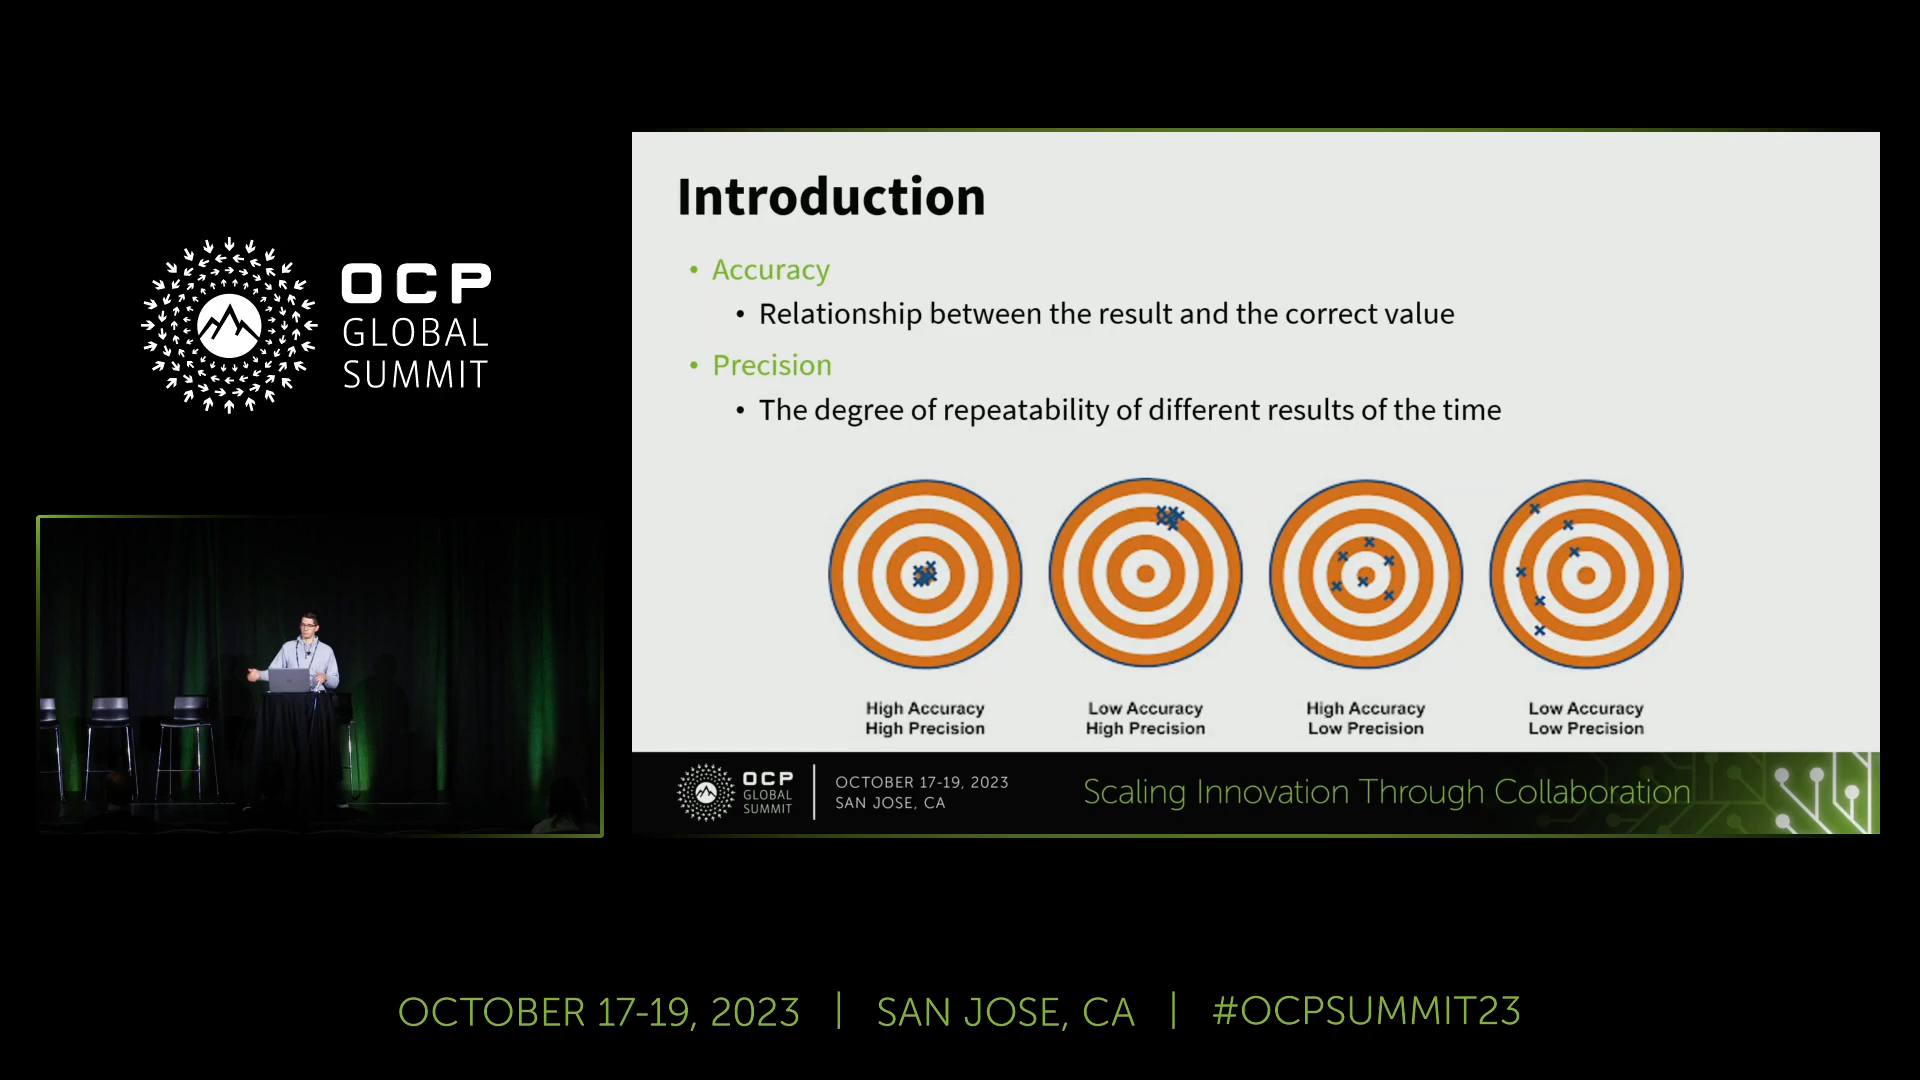 OCP
GLOBAL
SUMMIT
Introduction
• Accuracy
• Relationship between the result and the correct value
• Precision
• The degree of repeatability of different results of the time
High Accuracy
High Precision
Low Accuracy
High Precision
High Accuracy
Low Precision
Low Accuracy
Low Precision
OCP
GLOBAL
SUMMIT
OCTOBER 17-19, 2023
SAN JOSE, CA
Scaling Innovation Through Collaboration
OCTOBER 17-19, 2023 | SAN JOSE, CA | #OCPSUMMIT23